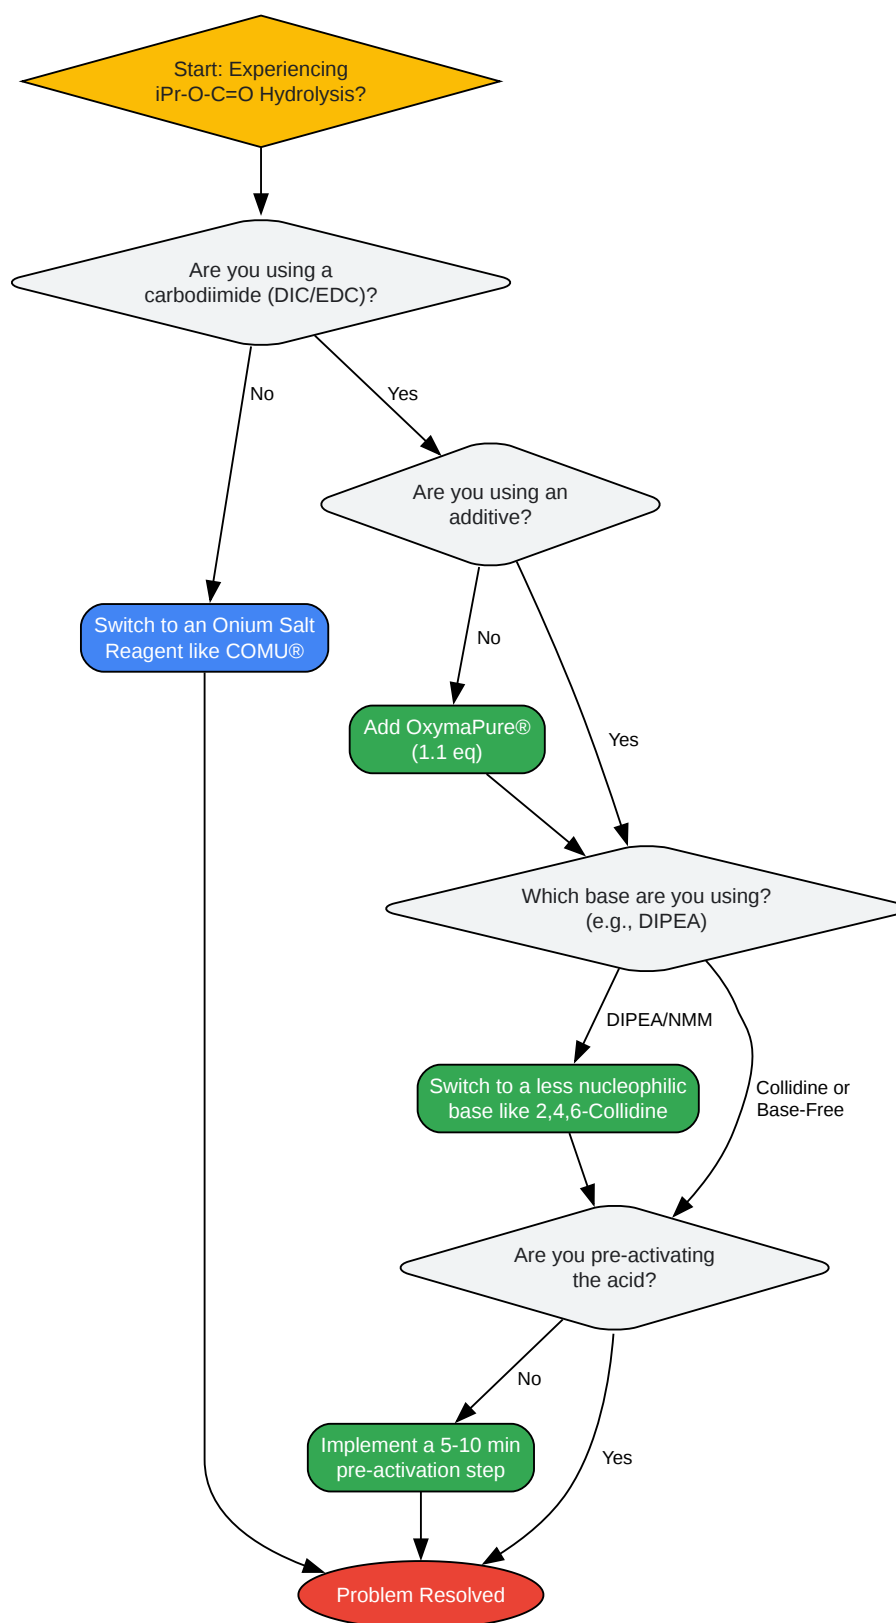 Start: Experiencing
iPr-O-C=O Hydrolysis?
Are you using a
carbodiimide (DIC/EDC)?
No
Yes
Are you using an
additive?
Switch to an Onium Salt
Reagent like COMU®
No
Add OxymaPure®
(1.1 eq)
Yes
Which base are you using?
(e.g., DIPEA)
DIPEA/NMM
Switch to a less nucleophilic
base like 2,4,6-Collidine
Collidine or
Base-Free
Are you pre-activating
the acid?
No
Implement a 5-10 min
pre-activation step
Yes
Problem Resolved